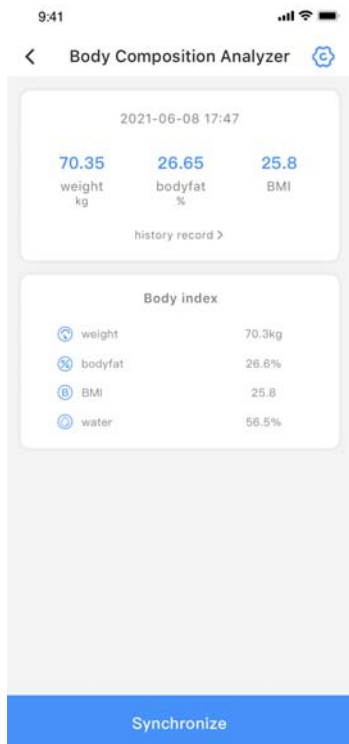 9:41
Body Composition Analyzer
2021-06-08 17:47
70.35 26.65 25.8
weight bodyfat BMI
kg %
history record >
Body index
weight 70.3kg
bodyfat 26.6%
B BMI 25.8
water 56.5%
Synchronize